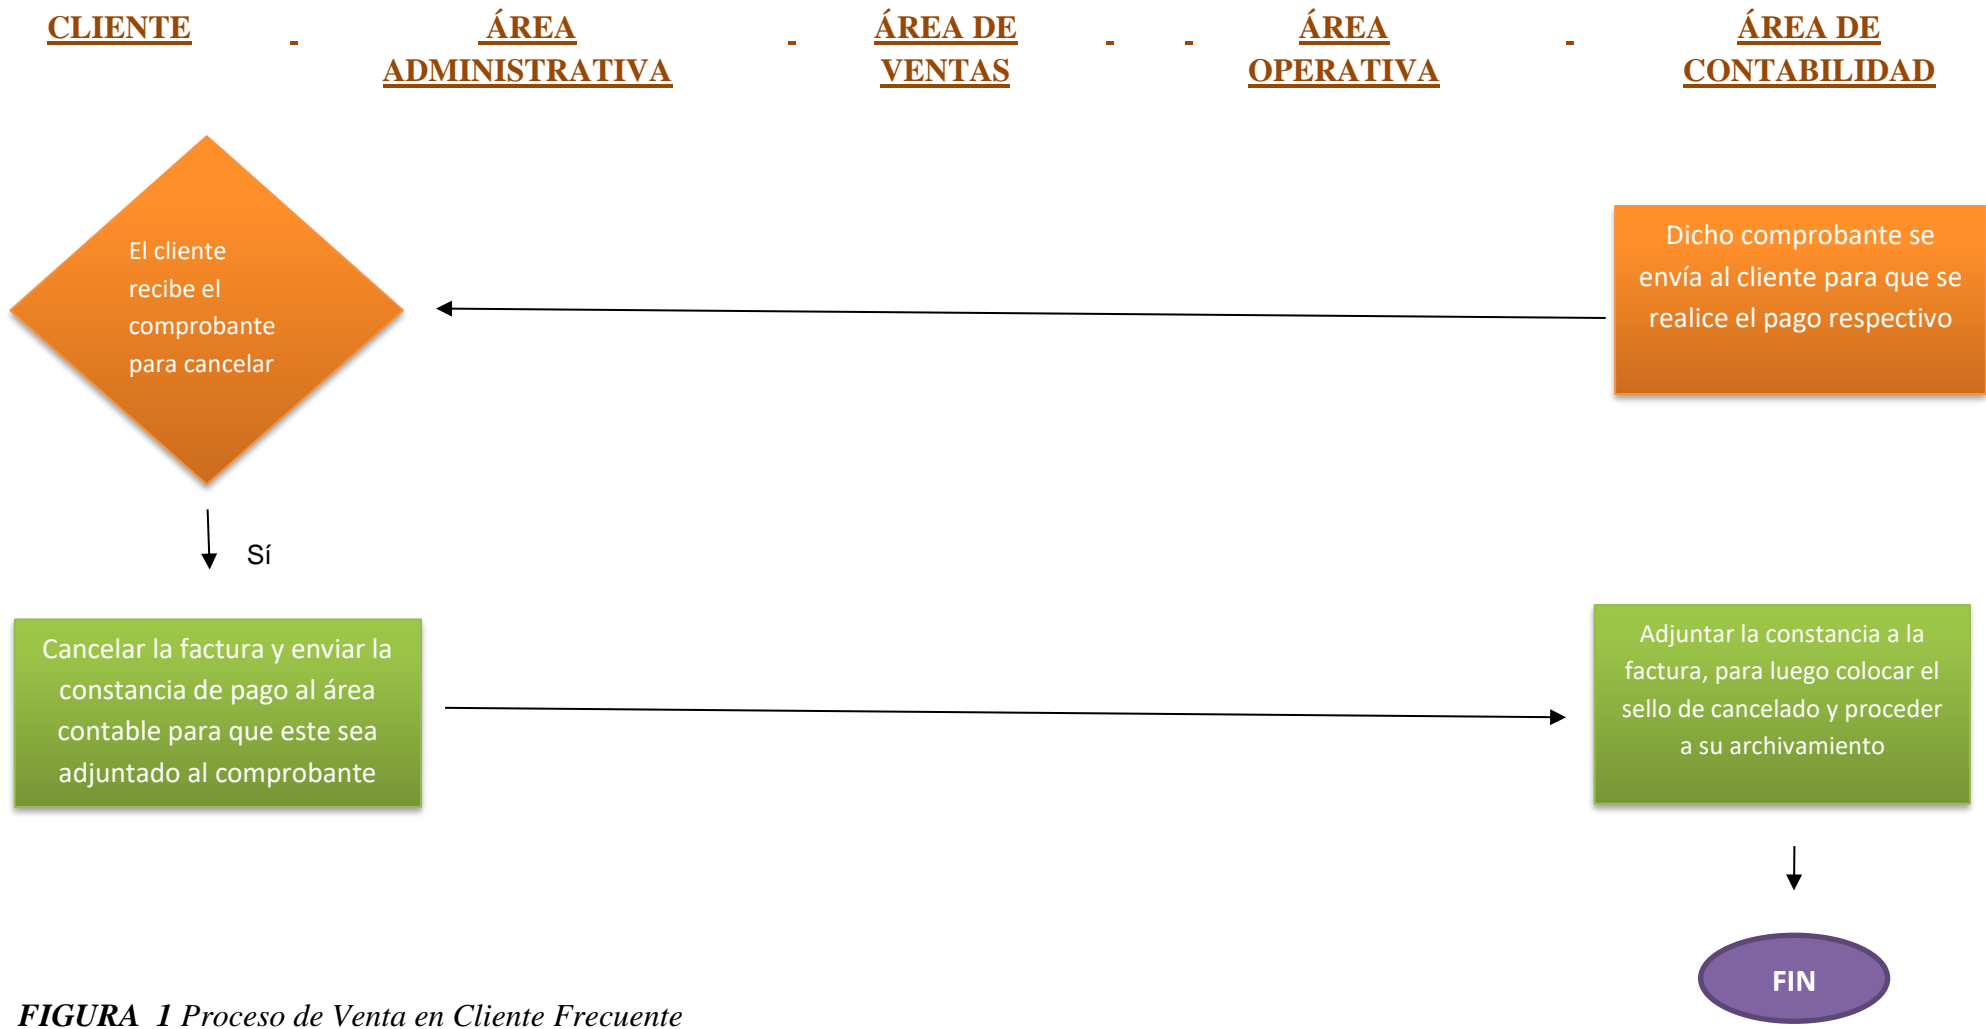 CLIENTE
ÁREA
ADMINISTRATIVA
ÁREA DE
VENTAS
ÁREA
OPERATIVA
ÁREA DE
CONTABILIDAD
El cliente
recibe el
comprobante
para cancelar
Dicho comprobante se
envía al cliente para que se
realice el pago respectivo
Sí
Cancelar la factura y enviar la
constancia de pago al área
contable para que este sea
adjuntado al comprobante
Adjuntar la constancia a la
factura, para luego colocar el
sello de cancelado y proceder
a su archivamiento
FIN
FIGURA 1 Proceso de Venta en Cliente Frecuente